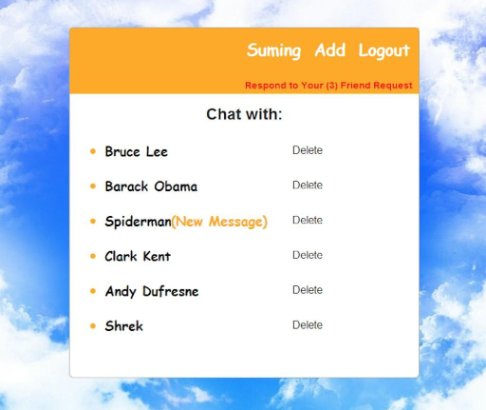 Suming Add Logout
Respond to Your (3) Friend Request
Chat with:
Bruce Lee Delete
Barack Obama Delete
Spiderman(New Message) Delete
Clark Kent Delete
Andy Dufresne Delete
Shrek Delete